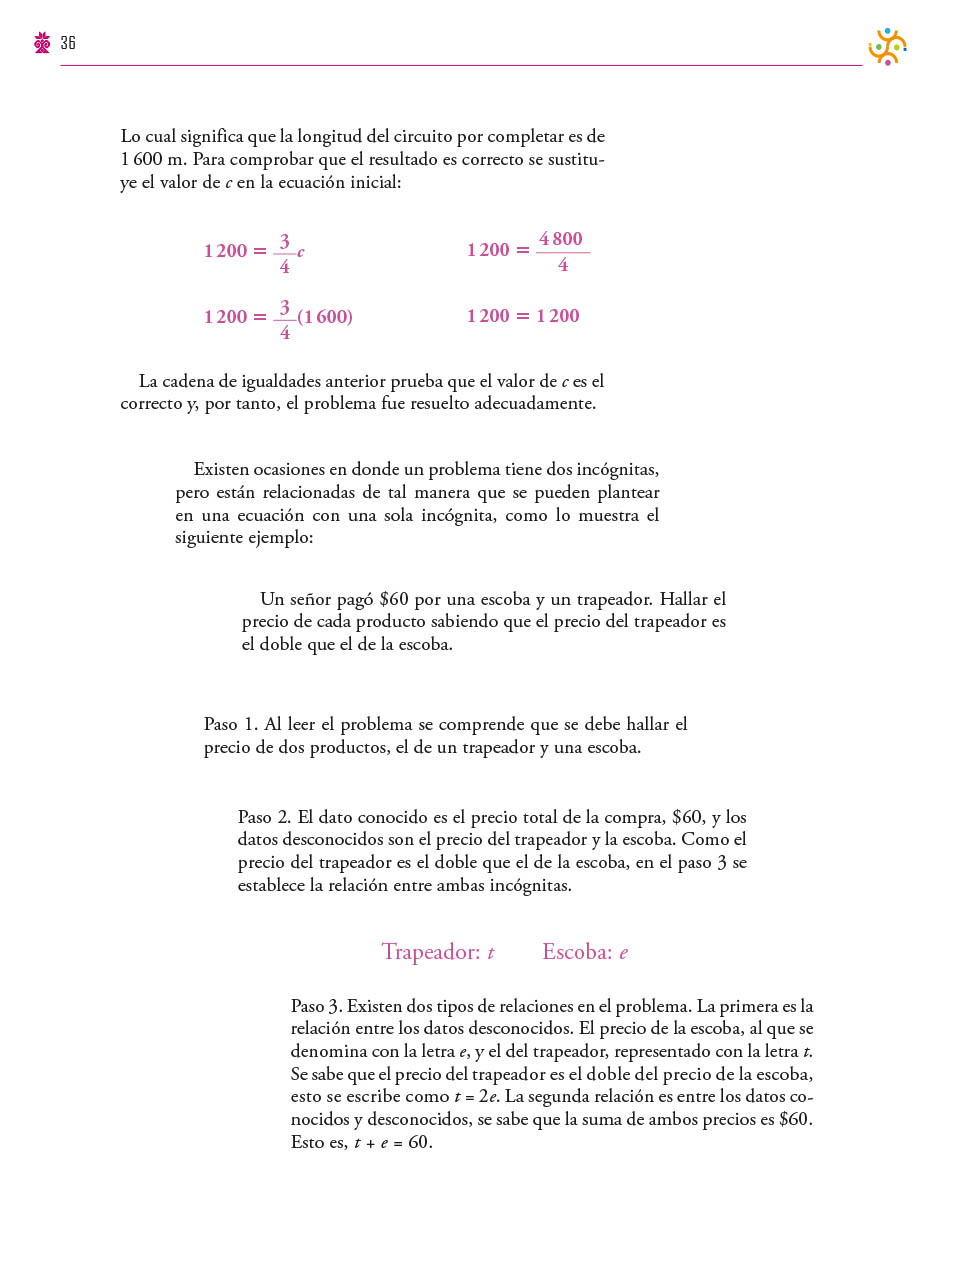 36
Lo cual significa que la longitud del circuito por completar es de
1 600 m. Para comprobar que el resultado es correcto se sustitu-
ye el valor de c en la ecuación inicial:
1 200 = 3/4 c
1 200 = 4 800/4
1 200 = 3/4 (1 600)
1 200 = 1 200
La cadena de igualdades anterior prueba que el valor de c es el
correcto y, por tanto, el problema fue resuelto adecuadamente.
Existen ocasiones en donde un problema tiene dos incógnitas,
pero están relacionadas de tal manera que se pueden plantear
en una ecuación con una sola incógnita, como lo muestra el
siguiente ejemplo:
Un señor pagó $60 por una escoba y un trapeador. Hallar el
precio de cada producto sabiendo que el precio del trapeador es
el doble que el de la escoba.
Paso 1. Al leer el problema se comprende que se debe hallar el
precio de dos productos, el de un trapeador y una escoba.
Paso 2. El dato conocido es el precio total de la compra, $60, y los
datos desconocidos son el precio del trapeador y la escoba. Como el
precio del trapeador es el doble que el de la escoba, en el paso 3 se
establece la relación entre ambas incógnitas.
Trapeador: t Escoba: e
Paso 3. Existen dos tipos de relaciones en el problema. La primera es la
relación entre los datos desconocidos. El precio de la escoba, al que se
denomina con la letra e, y el del trapeador, representado con la letra t.
Se sabe que el precio del trapeador es el doble del precio de la escoba,
esto se escribe como t = 2e. La segunda relación es entre los datos co-
nocidos y desconocidos, se sabe que la suma de ambos precios es $60.
Esto es, t + e = 60.